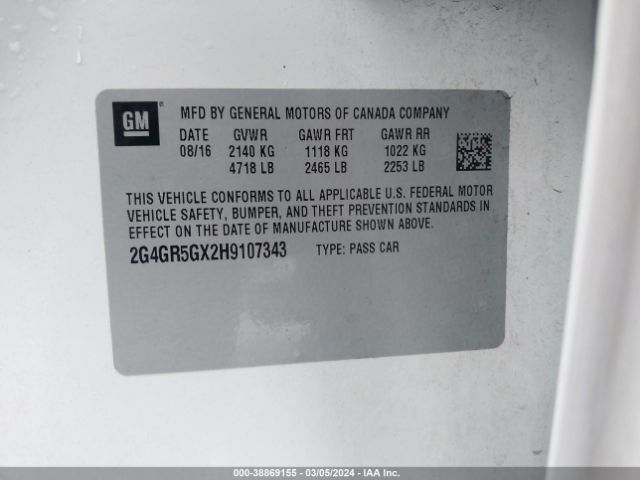 GM ®
MFD BY GENERAL MOTORS OF CANADA COMPANY
DATE GVWR GAWR FRT GAWR RR
08/16 2140 KG 1118 KG 1022 KG
4718 LB 2465 LB 2253 LB
THIS VEHICLE CONFORMS TO ALL APPLICABLE U.S. FEDERAL MOTOR
VEHICLE SAFETY, BUMPER, AND THEFT PREVENTION STANDARDS IN
EFFECT ON THE DATE OF MANUFACTURE SHOWN ABOVE.
2G4GR5GX2H9107343 TYPE: PASS CAR
000-38869155 — 03/05/2024 — IAA Inc.